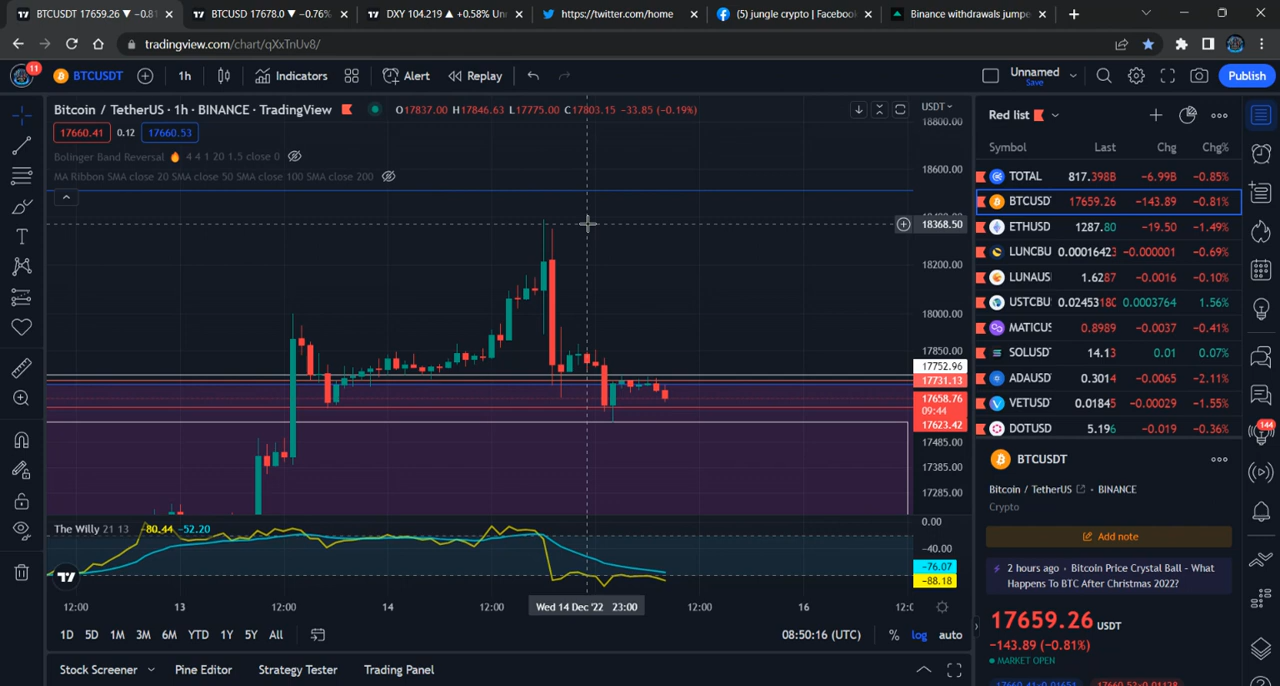 BTCUSDT 17659.26 ▼ −0.81
BTCUSD 17678.0 ▼ −0.76%
DXY 104.219 ▲ +0.58% Un
https://twitter.com/home
(5) jungle crypto | Facebook
Binance withdrawals jumpe
tradingview.com/chart/qXxTnUv8/
11
BTCUSDT
1h
Indicators
Alert
Replay
Unnamed
Save
Publish
Bitcoin / TetherUS · 1h · BINANCE · TradingView
O17837.00 H17846.63 L17775.00 C17803.15 −33.85 (−0.19%)
17660.41
0.12
17660.53
Bolinger Band Reversal 🔥 4 4 1 20 1.5 close 0
MA Ribbon SMA close 20 SMA close 50 SMA close 100 SMA close 200
USDT
18800.00
18600.00
18368.50
18200.00
18000.00
17850.00
17752.96
17731.13
17658.76
09:44
17623.42
17485.00
17385.00
17285.00
The Willy 21 13 −80.44 −52.20
0.00
−40.00
−76.07
−88.18
12:00
13
12:00
14
12:00
Wed 14 Dec '22 23:00
12:00
16
12:0
1D
5D
1M
3M
6M
YTD
1Y
5Y
All
08:50:16 (UTC)
%
log
auto
Stock Screener
Pine Editor
Strategy Tester
Trading Panel
Red list
Symbol Last Chg Chg%
TOTAL 817.398B −6.99B −0.85%
BTCUSD 17659.26 −143.89 −0.81%
ETHUSD 1287.80 −19.50 −1.49%
LUNCBU 0.00016423 −0.000001 −0.69%
LUNAUS 1.6287 −0.0016 −0.10%
USTCBU 0.02453180 0.0003764 1.56%
MATICUS 0.8989 −0.0037 −0.41%
SOLUSD 14.13 0.01 0.07%
ADAUSD 0.3014 −0.0065 −2.11%
VETUSD 0.01845 −0.00029 −1.55%
DOTUSD 5.196 −0.019 −0.36%
144
BTCUSDT
Bitcoin / TetherUS • BINANCE
Crypto
Add note
2 hours ago • Bitcoin Price Crystal Ball - What
Happens To BTC After Christmas 2022?
17659.26 USDT
−143.89 (−0.81%)
MARKET OPEN